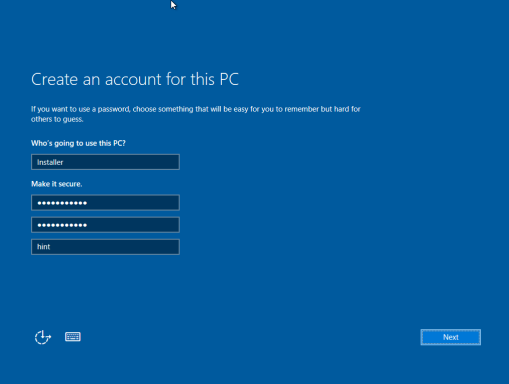 Create an account for this PC
If you want to use a password, choose something that will be easy for you to remember but hard for
others to guess.
Who's going to use this PC?
Installer
Make it secure.
●●●●●●●●●●●
●●●●●●●●●●●
hint
Next